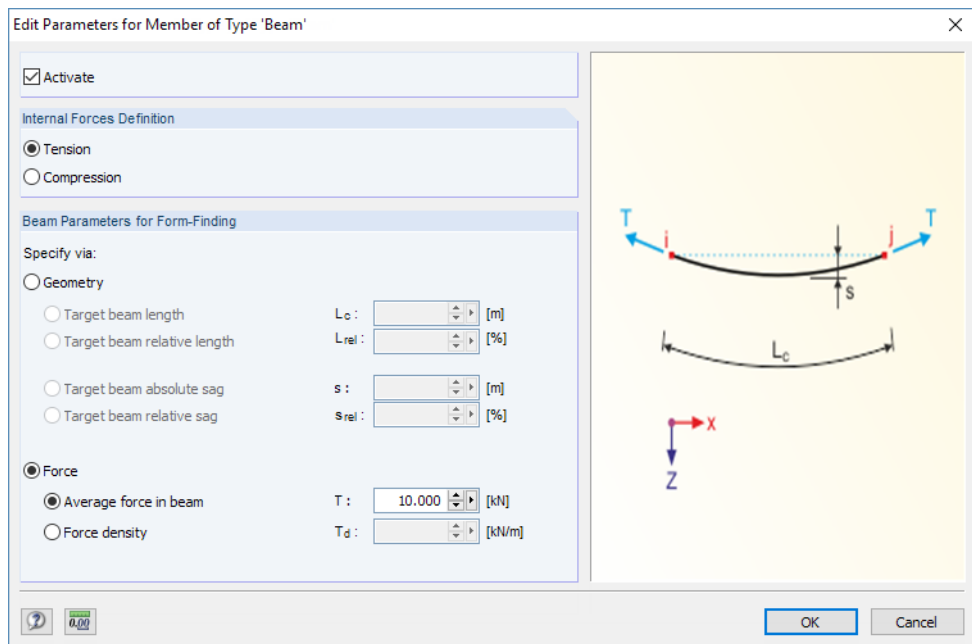 Edit Parameters for Member of Type 'Beam'
Activate
Internal Forces Definition
Tension
Compression
Beam Parameters for Form-Finding
Specify via:
Geometry
Target beam length Lc : [m]
Target beam relative length Lrel : [%]
Target beam absolute sag s : [m]
Target beam relative sag srel : [%]
Force
Average force in beam T : 10.000 [kN]
Force density Td : [kN/m]
T T
i j
s
Lc
X
Z
0.00
OK Cancel